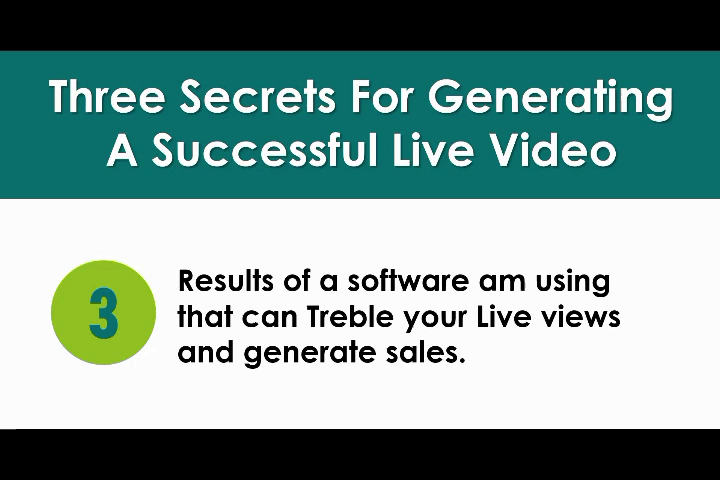 Three Secrets For Generating
A Successful Live Video
3
Results of a software am using
that can Treble your Live views
and generate sales.